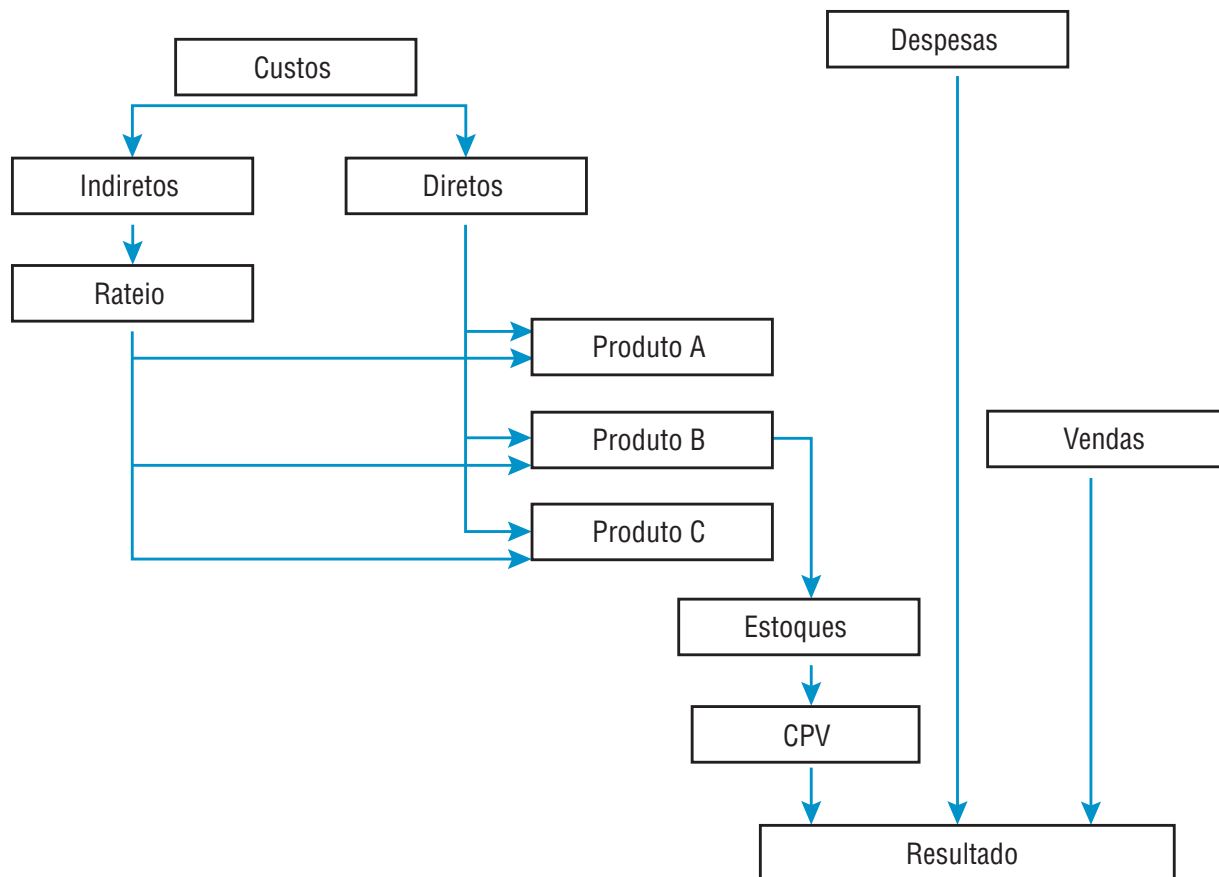 Despesas
Custos
Indiretos
Diretos
Rateio
Produto A
Produto B
Vendas
Produto C
Estoques
CPV
Resultado